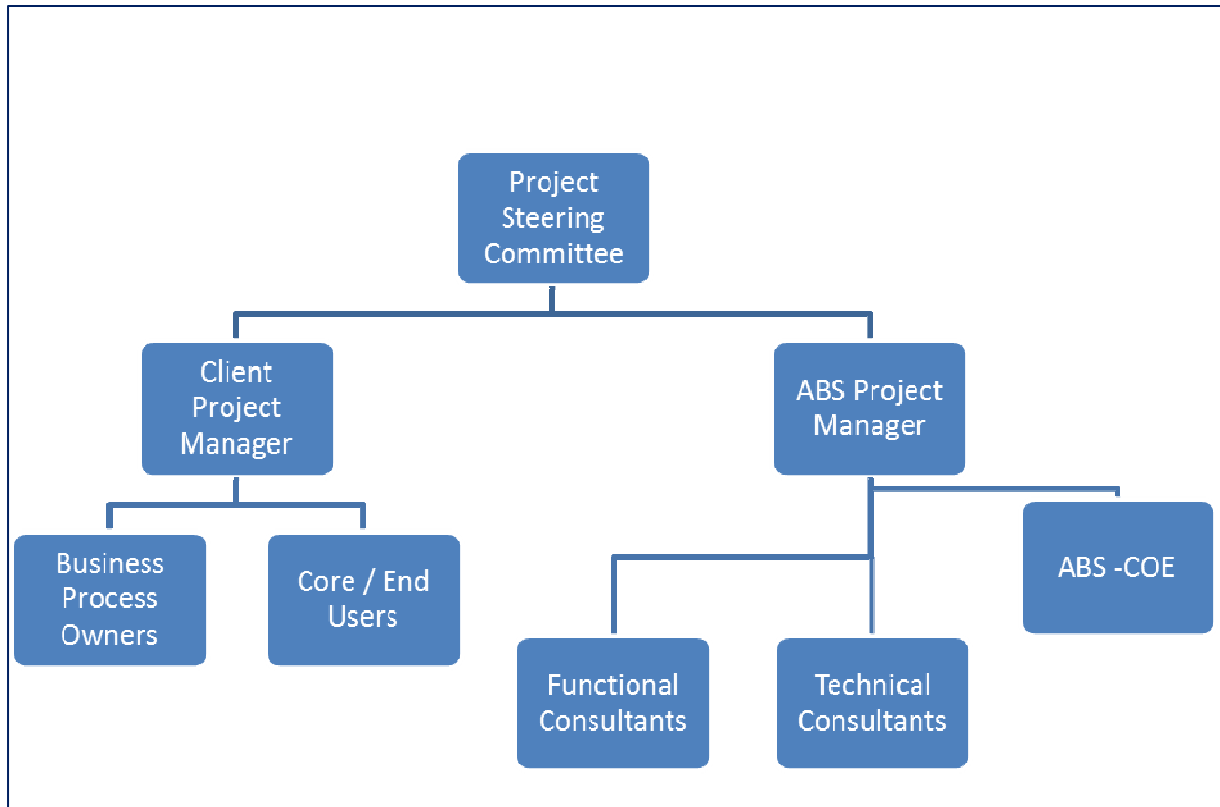 Project
Steering
Committee
Client
Project
Manager
ABS Project
Manager
Business
Process
Owners
Core / End
Users
ABS -COE
Functional
Consultants
Technical
Consultants